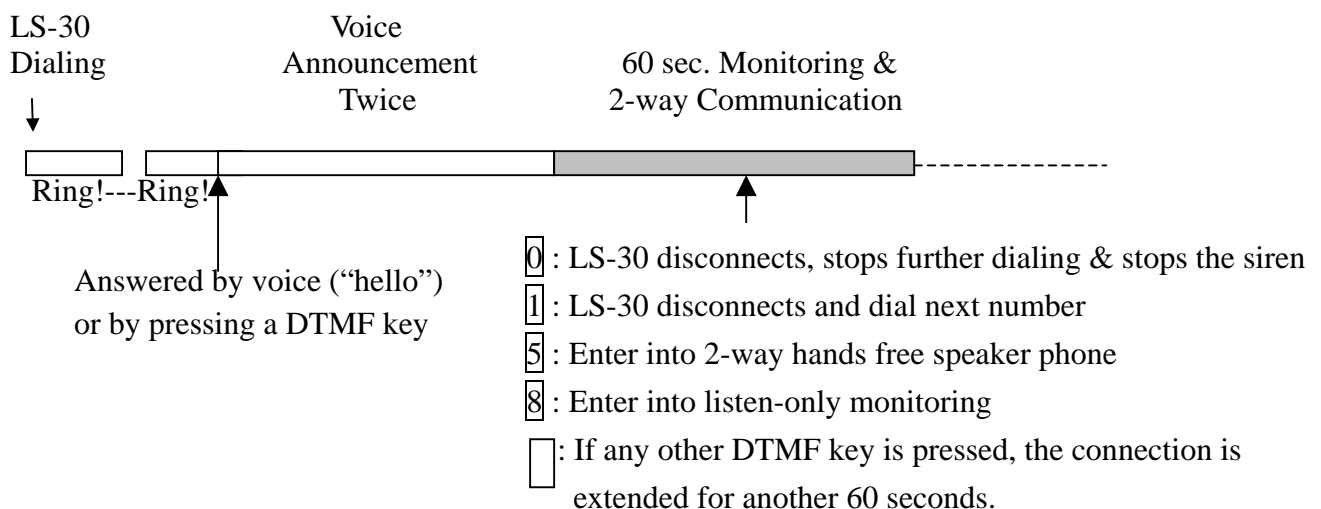 LS-30
Dialing
Voice
Announcement
Twice
60 sec. Monitoring &
2-way Communication
Ring!---Ring!
Answered by voice (“hello”)
or by pressing a DTMF key
0 : LS-30 disconnects, stops further dialing & stops the siren
1 : LS-30 disconnects and dial next number
5 : Enter into 2-way hands free speaker phone
8 : Enter into listen-only monitoring
: If any other DTMF key is pressed, the connection is
extended for another 60 seconds.